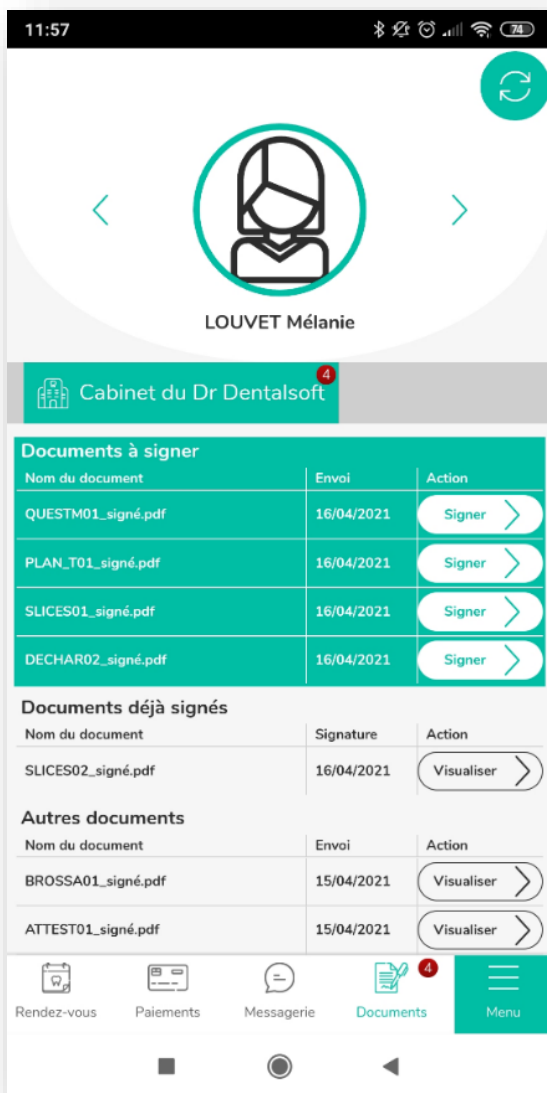 11:57
74
LOUVET Mélanie
Cabinet du Dr Dentalsoft 4
Documents à signer
Nom du document Envoi Action
QUESTM01_signé.pdf 16/04/2021 Signer
PLAN_T01_signé.pdf 16/04/2021 Signer
SLICES01_signé.pdf 16/04/2021 Signer
DECHAR02_signé.pdf 16/04/2021 Signer
Documents déjà signés
Nom du document Signature Action
SLICES02_signé.pdf 16/04/2021 Visualiser
Autres documents
Nom du document Envoi Action
BROSSA01_signé.pdf 15/04/2021 Visualiser
ATTEST01_signé.pdf 15/04/2021 Visualiser
4
Rendez-vous Paiements Messagerie Documents Menu